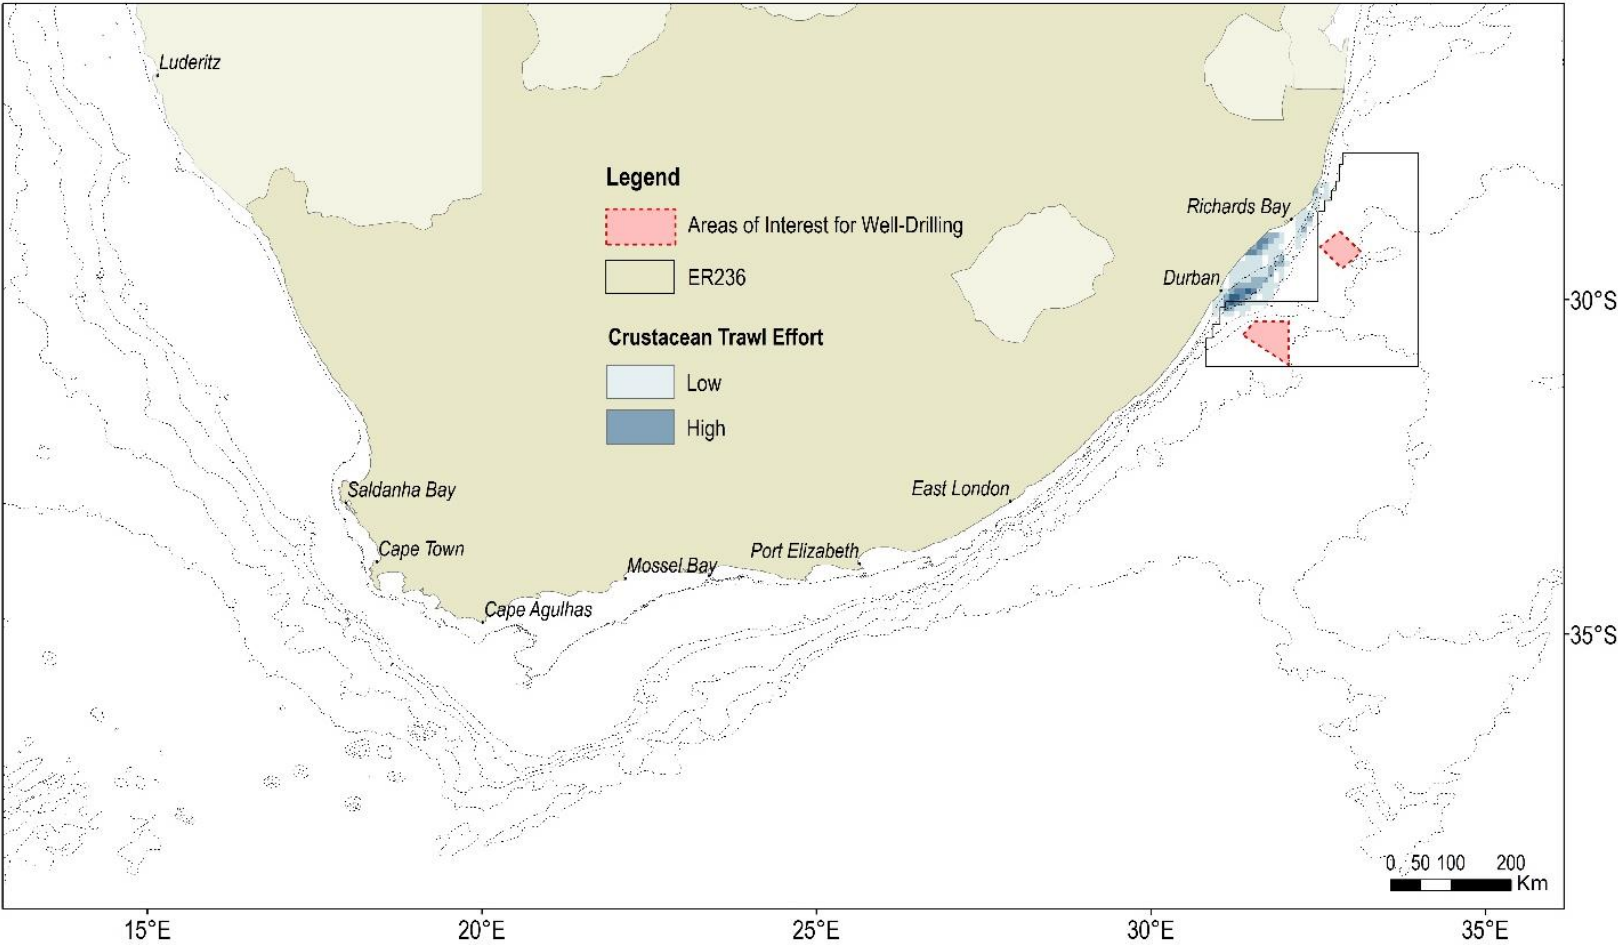 Luderitz
Legend
Richards Bay
Areas of Interest for Well-Drilling
ER236
Durban
30°S
Crustacean Trawl Effort
Low
High
Saldanha Bay
East London
Cape Town
Port Elizabeth
Mossel Bay
Cape Agulhas
35°S
0 50 100 200
Km
15°E 20°E 25°E 30°E 35°E